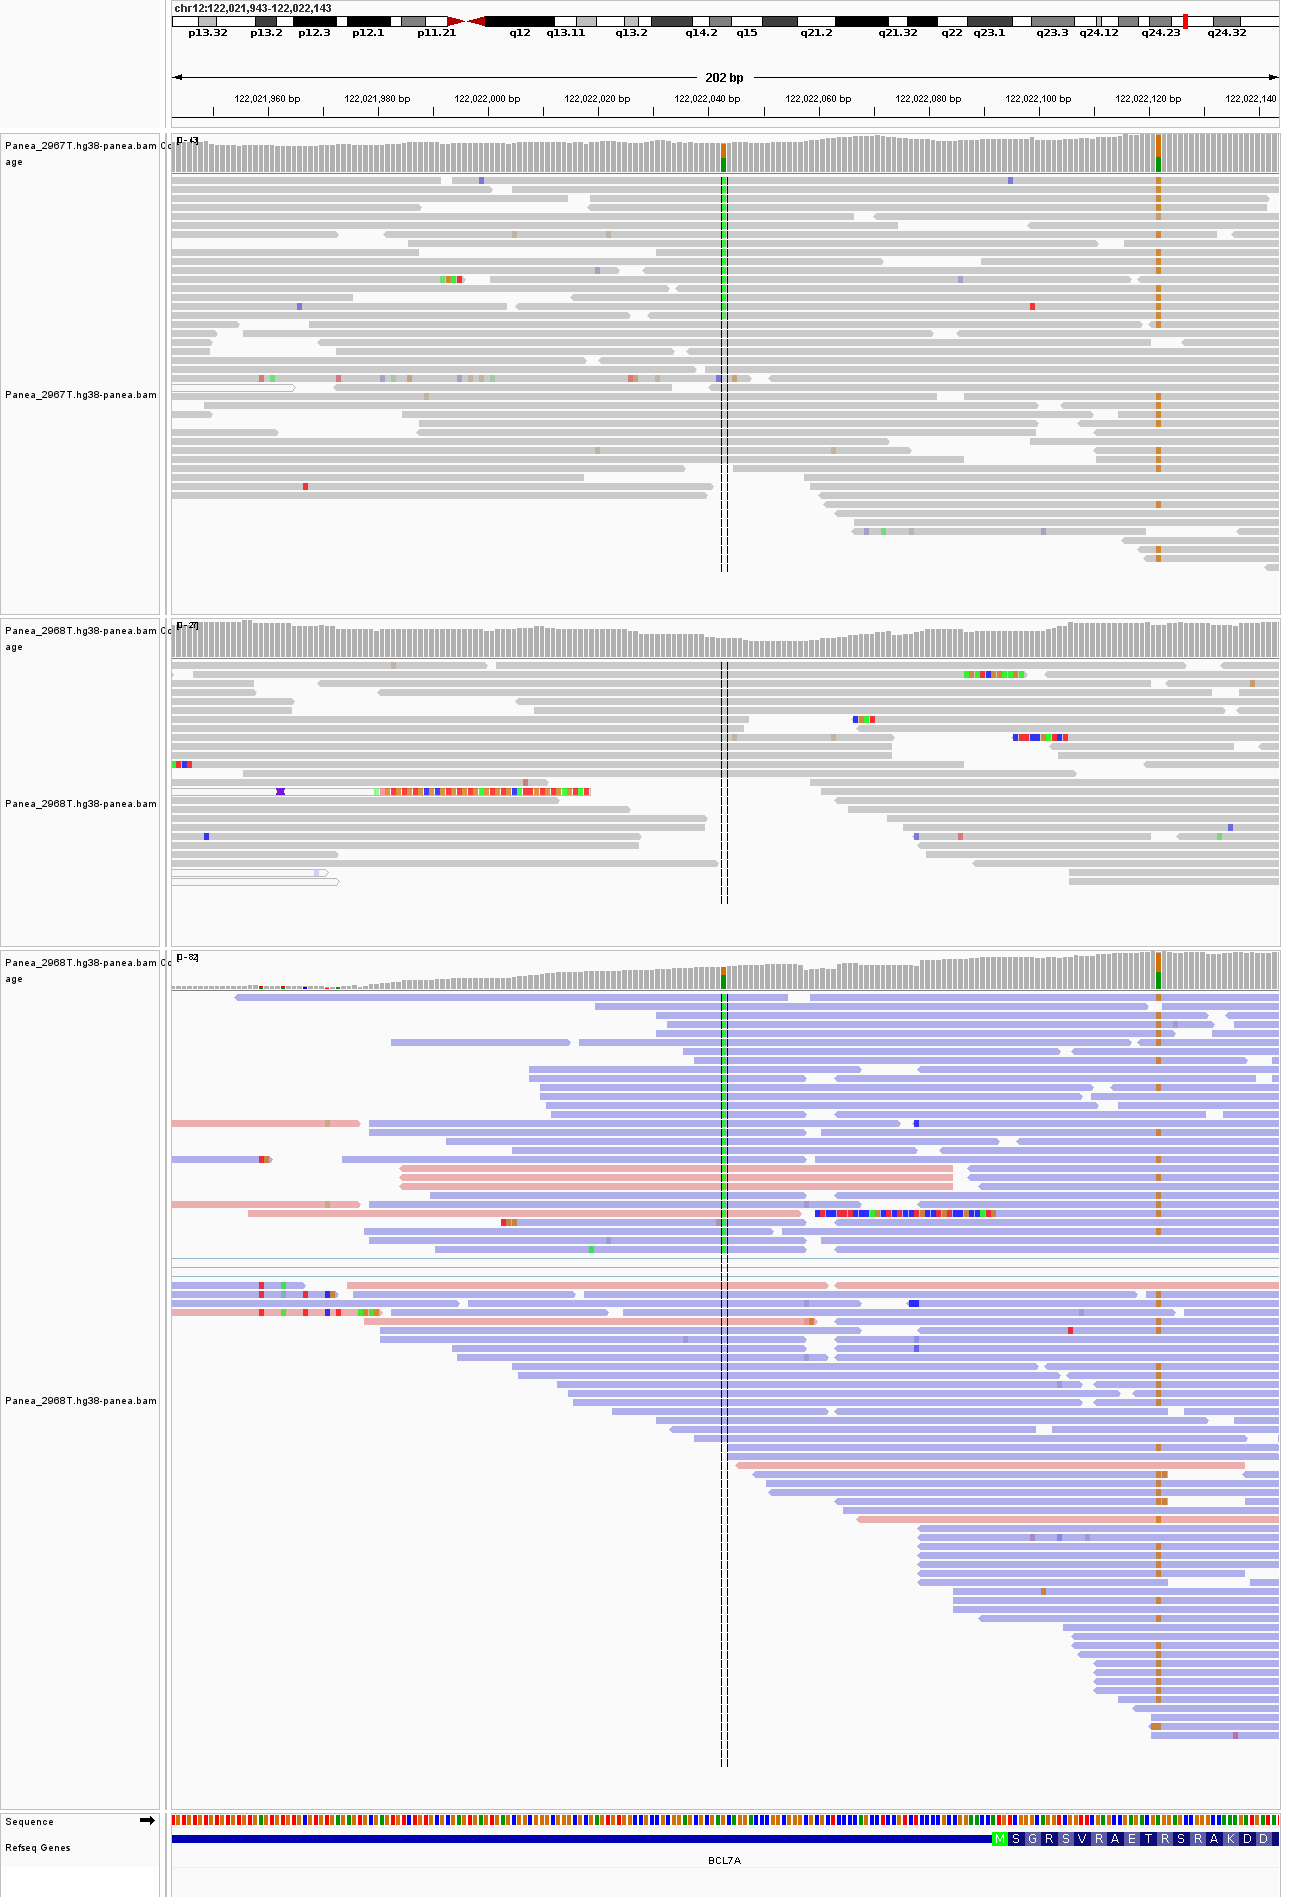 chr12:122,021,943-122,022,143
p13.32 p13.2 p12.3 p12.1 p11.21 q12 q13.11 q13.2 q14.2 q15 q21.2 q21.32 q22 q23.1 q23.3 q24.12 q24.23 q24.32
202 bp
122,021,960 bp 122,021,980 bp 122,022,000 bp 122,022,020 bp 122,022,040 bp 122,022,060 bp 122,022,080 bp 122,022,100 bp 122,022,120 bp 122,022,140
Panea_2967T.hg38-panea.bam Co
age
[0-43]
Panea_2967T.hg38-panea.bam
Panea_2968T.hg38-panea.bam Co
age
[0-27]
Panea_2968T.hg38-panea.bam
Panea_2968T.hg38-panea.bam Co
age
[0-82]
Panea_2968T.hg38-panea.bam
Sequence
Refseq Genes
M S G R S V R A E T R S R A K D D
BCL7A